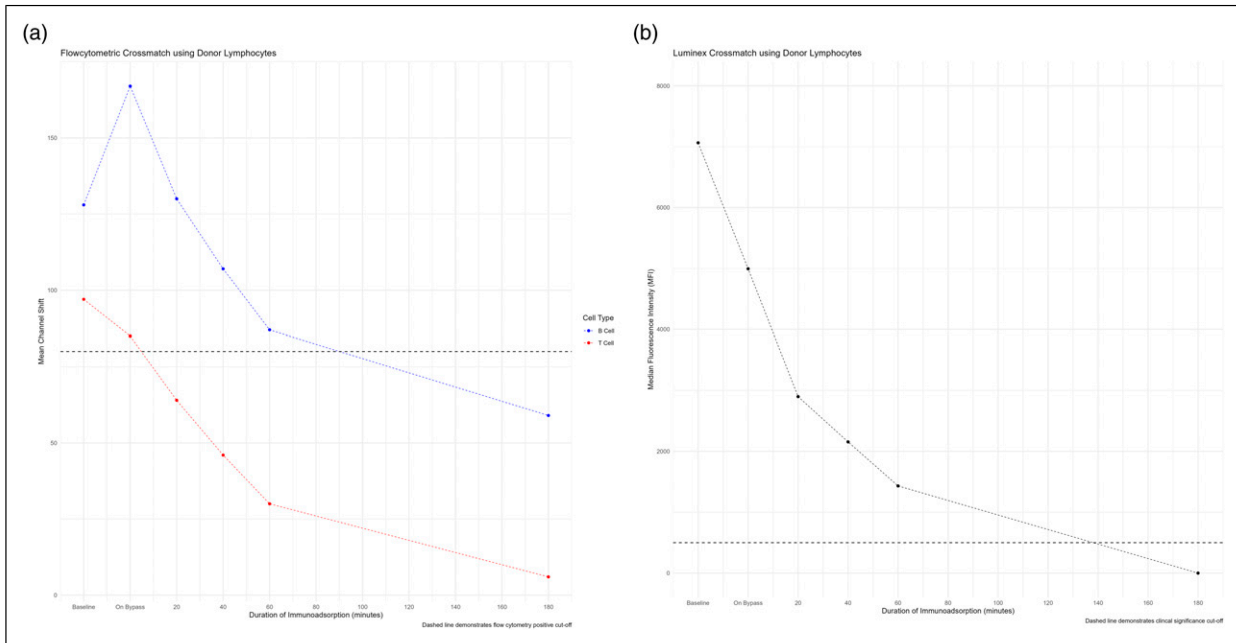 (a)
Flowcytometric Crossmatch using Donor Lymphocytes
150
100
50
0
Mean Channel Shift
Baseline On Bypass 20 40 60 80 100 120 140 160 180
Duration of Immunoadsorption (minutes)
Dashed line demonstrates flow cytometry positive cut-off
Cell Type
B Cell
T Cell
(b)
Luminex Crossmatch using Donor Lymphocytes
8000
6000
4000
2000
0
Median Fluorescence Intensity (MFI)
Baseline On Bypass 20 40 60 80 100 120 140 160 180
Duration of Immunoadsorption (minutes)
Dashed line demonstrates clinical significance cut-off